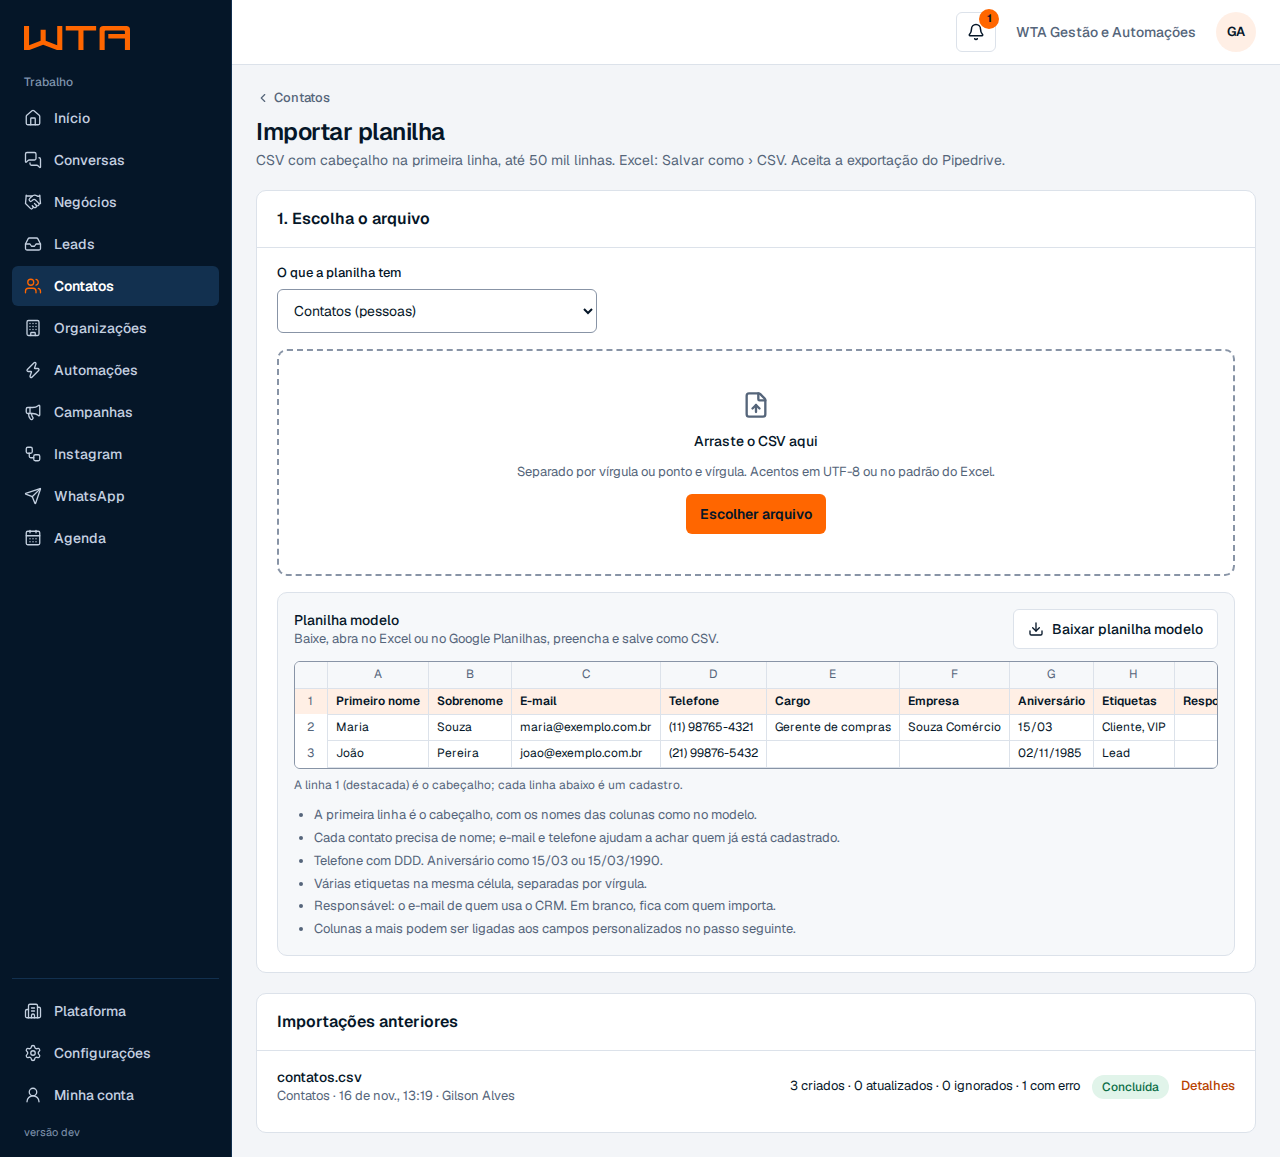 WTA
Trabalho
Início
Conversas
Negócios
Leads
Contatos
Organizações
Automações
Campanhas
Instagram
WhatsApp
Agenda
Plataforma
Configurações
Minha conta
versão dev
1
WTA Gestão e Automações
GA
Contatos
Importar planilha
CSV com cabeçalho na primeira linha, até 50 mil linhas. Excel: Salvar como › CSV. Aceita a exportação do Pipedrive.
1. Escolha o arquivo
O que a planilha tem
Contatos (pessoas)
Arraste o CSV aqui
Separado por vírgula ou ponto e vírgula. Acentos em UTF-8 ou no padrão do Excel.
Escolher arquivo
Planilha modelo
Baixe, abra no Excel ou no Google Planilhas, preencha e salve como CSV.
Baixar planilha modelo
A B C D E F G H
1 Primeiro nome Sobrenome E-mail Telefone Cargo Empresa Aniversário Etiquetas Respo
2 Maria Souza maria@exemplo.com.br (11) 98765-4321 Gerente de compras Souza Comércio 15/03 Cliente, VIP
3 João Pereira joao@exemplo.com.br (21) 99876-5432 02/11/1985 Lead
A linha 1 (destacada) é o cabeçalho; cada linha abaixo é um cadastro.
• A primeira linha é o cabeçalho, com os nomes das colunas como no modelo.
• Cada contato precisa de nome; e-mail e telefone ajudam a achar quem já está cadastrado.
• Telefone com DDD. Aniversário como 15/03 ou 15/03/1990.
• Várias etiquetas na mesma célula, separadas por vírgula.
• Responsável: o e-mail de quem usa o CRM. Em branco, fica com quem importa.
• Colunas a mais podem ser ligadas aos campos personalizados no passo seguinte.
Importações anteriores
contatos.csv
Contatos · 16 de nov., 13:19 · Gilson Alves
3 criados · 0 atualizados · 0 ignorados · 1 com erro
Concluída
Detalhes